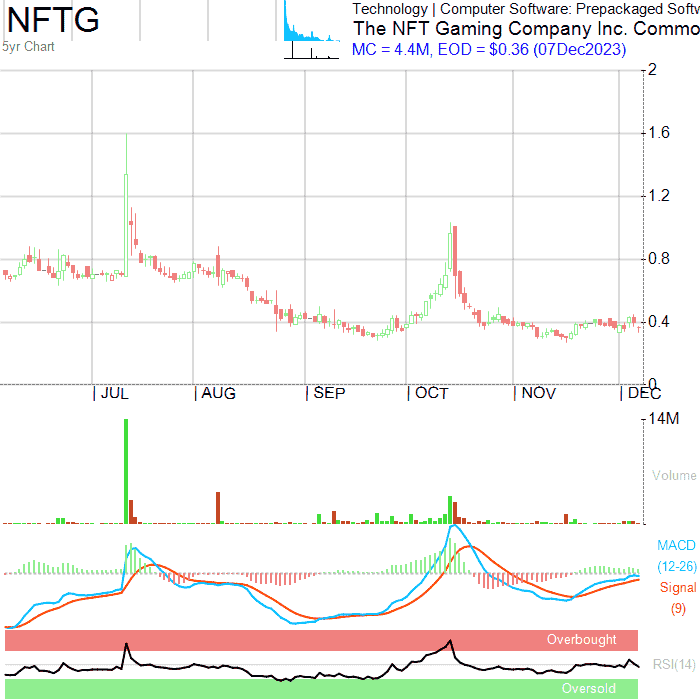 NFTG
5yr Chart
Technology | Computer Software: Prepackaged Softw
The NFT Gaming Company Inc. Commo
MC = 4.4M, EOD = $0.36 (07Dec2023)
2
1.6
1.2
0.8
0.4
0
JUL AUG SEP OCT NOV DEC
14M
Volume
MACD
(12-26)
Signal
(9)
Overbought
RSI(14)
Oversold